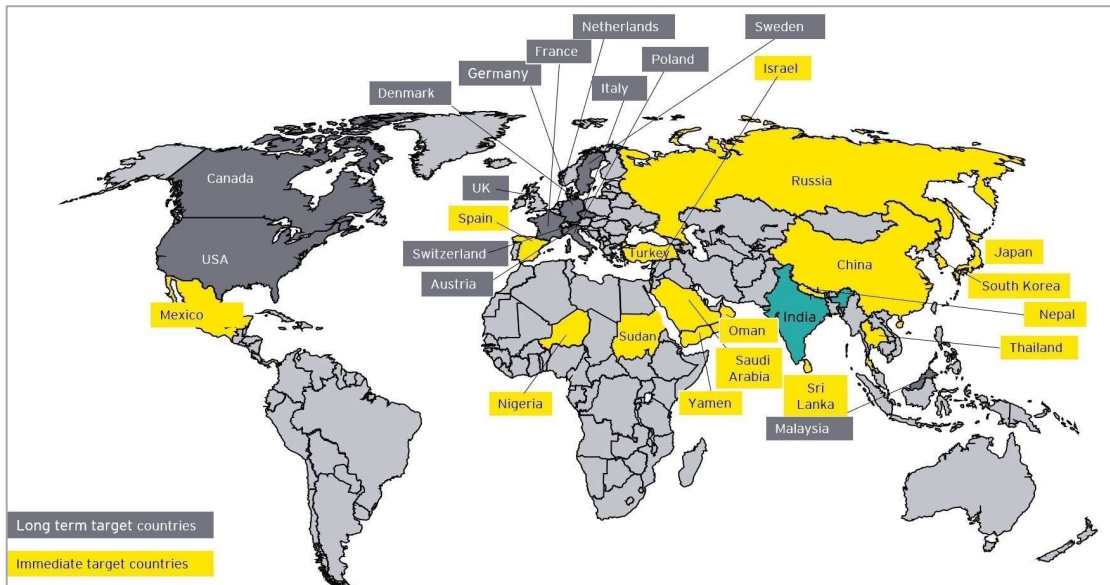 Netherlands
Sweden
France
Poland
Germany
Israel
Italy
Denmark
Canada
UK
Russia
Spain
USA
Switzerland
Turkey
China
Japan
Austria
South Korea
Mexico
India
Nepal
Oman
Sudan
Thailand
Saudi
Arabia
Nigeria
Yamen
Sri
Lanka
Malaysia
Long term target countries
Immediate target countries